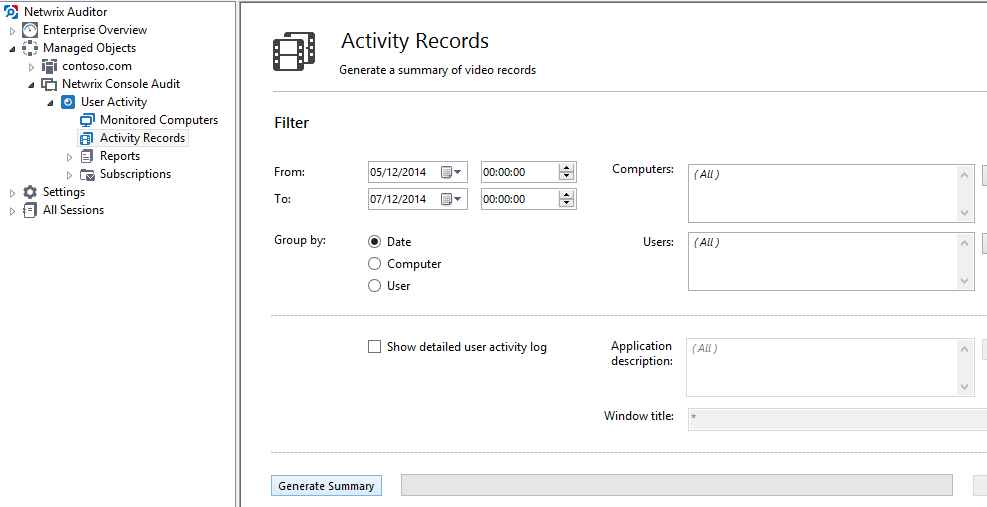 Netwrix Auditor
Enterprise Overview
Managed Objects
contoso.com
Netwrix Console Audit
User Activity
Monitored Computers
Activity Records
Reports
Subscriptions
Settings
All Sessions
Activity Records
Generate a summary of video records
Filter
From: 05/12/2014 00:00:00
To: 07/12/2014 00:00:00
Group by: Date
Computer
User
Computers: (All)
Users: (All)
Show detailed user activity log
Application
description: (All)
Window title: *
Generate Summary